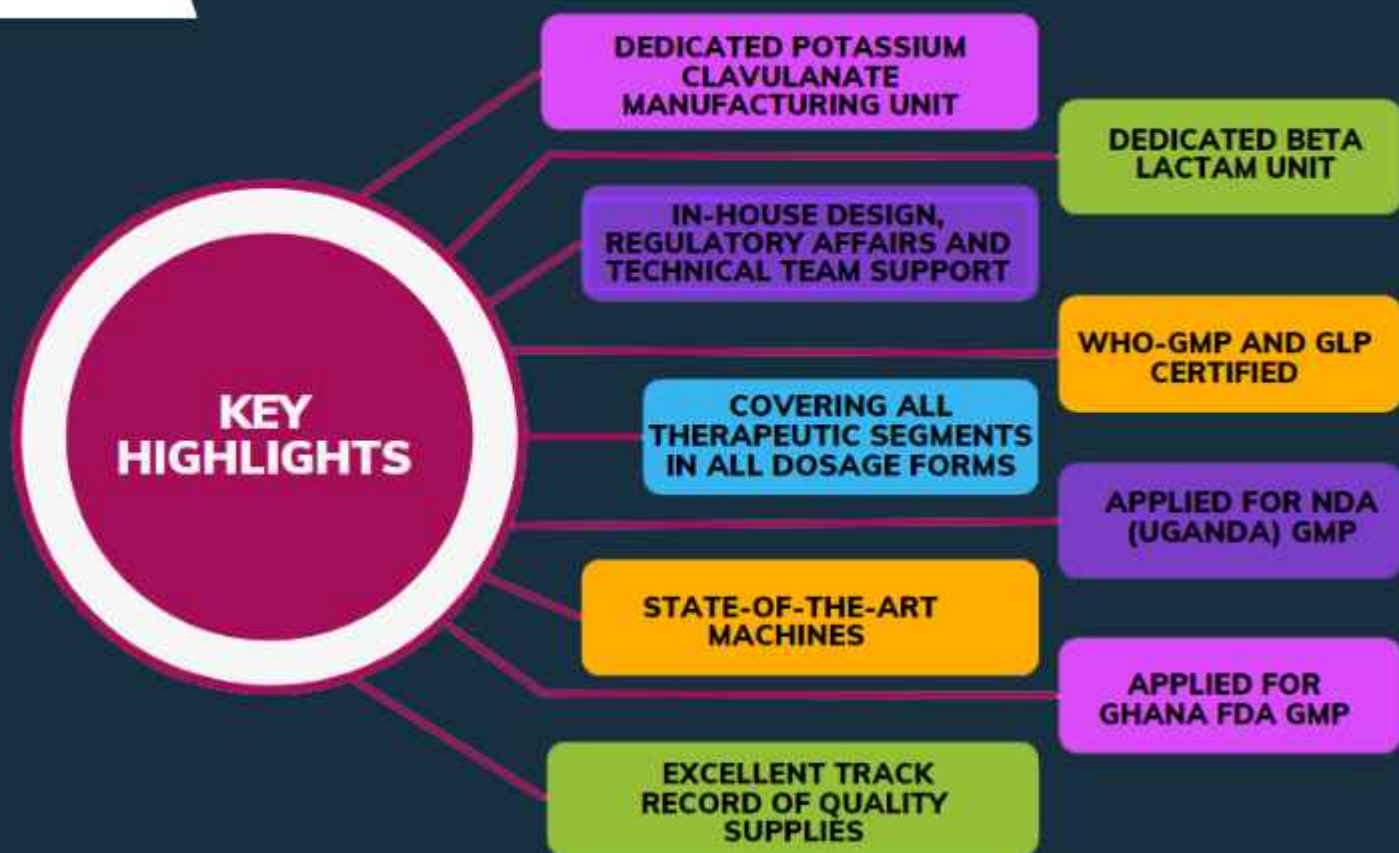 KEY
HIGHLIGHTS
DEDICATED POTASSIUM
CLAVULANATE
MANUFACTURING UNIT
DEDICATED BETA
LACTAM UNIT
IN-HOUSE DESIGN,
REGULATORY AFFAIRS AND
TECHNICAL TEAM SUPPORT
WHO-GMP AND GLP
CERTIFIED
COVERING ALL
THERAPEUTIC SEGMENTS
IN ALL DOSAGE FORMS
APPLIED FOR NDA
(UGANDA) GMP
STATE-OF-THE-ART
MACHINES
APPLIED FOR
GHANA FDA GMP
EXCELLENT TRACK
RECORD OF QUALITY
SUPPLIES